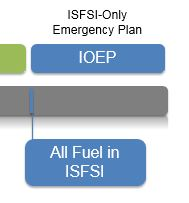 ISFSI-Only
Emergency Plan
IOEP
All Fuel in
ISFSI